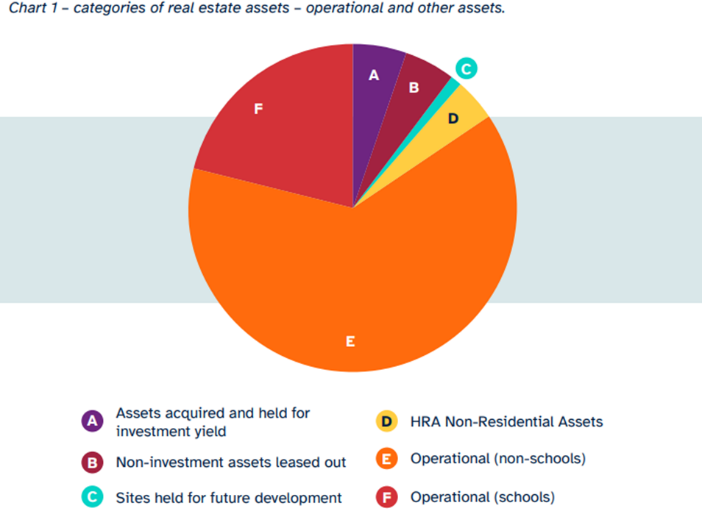 Chart 1 – categories of real estate assets – operational and other assets.
A
B
C
D
E
F
A Assets acquired and held for
investment yield
B Non-investment assets leased out
C Sites held for future development
D HRA Non-Residential Assets
E Operational (non-schools)
F Operational (schools)